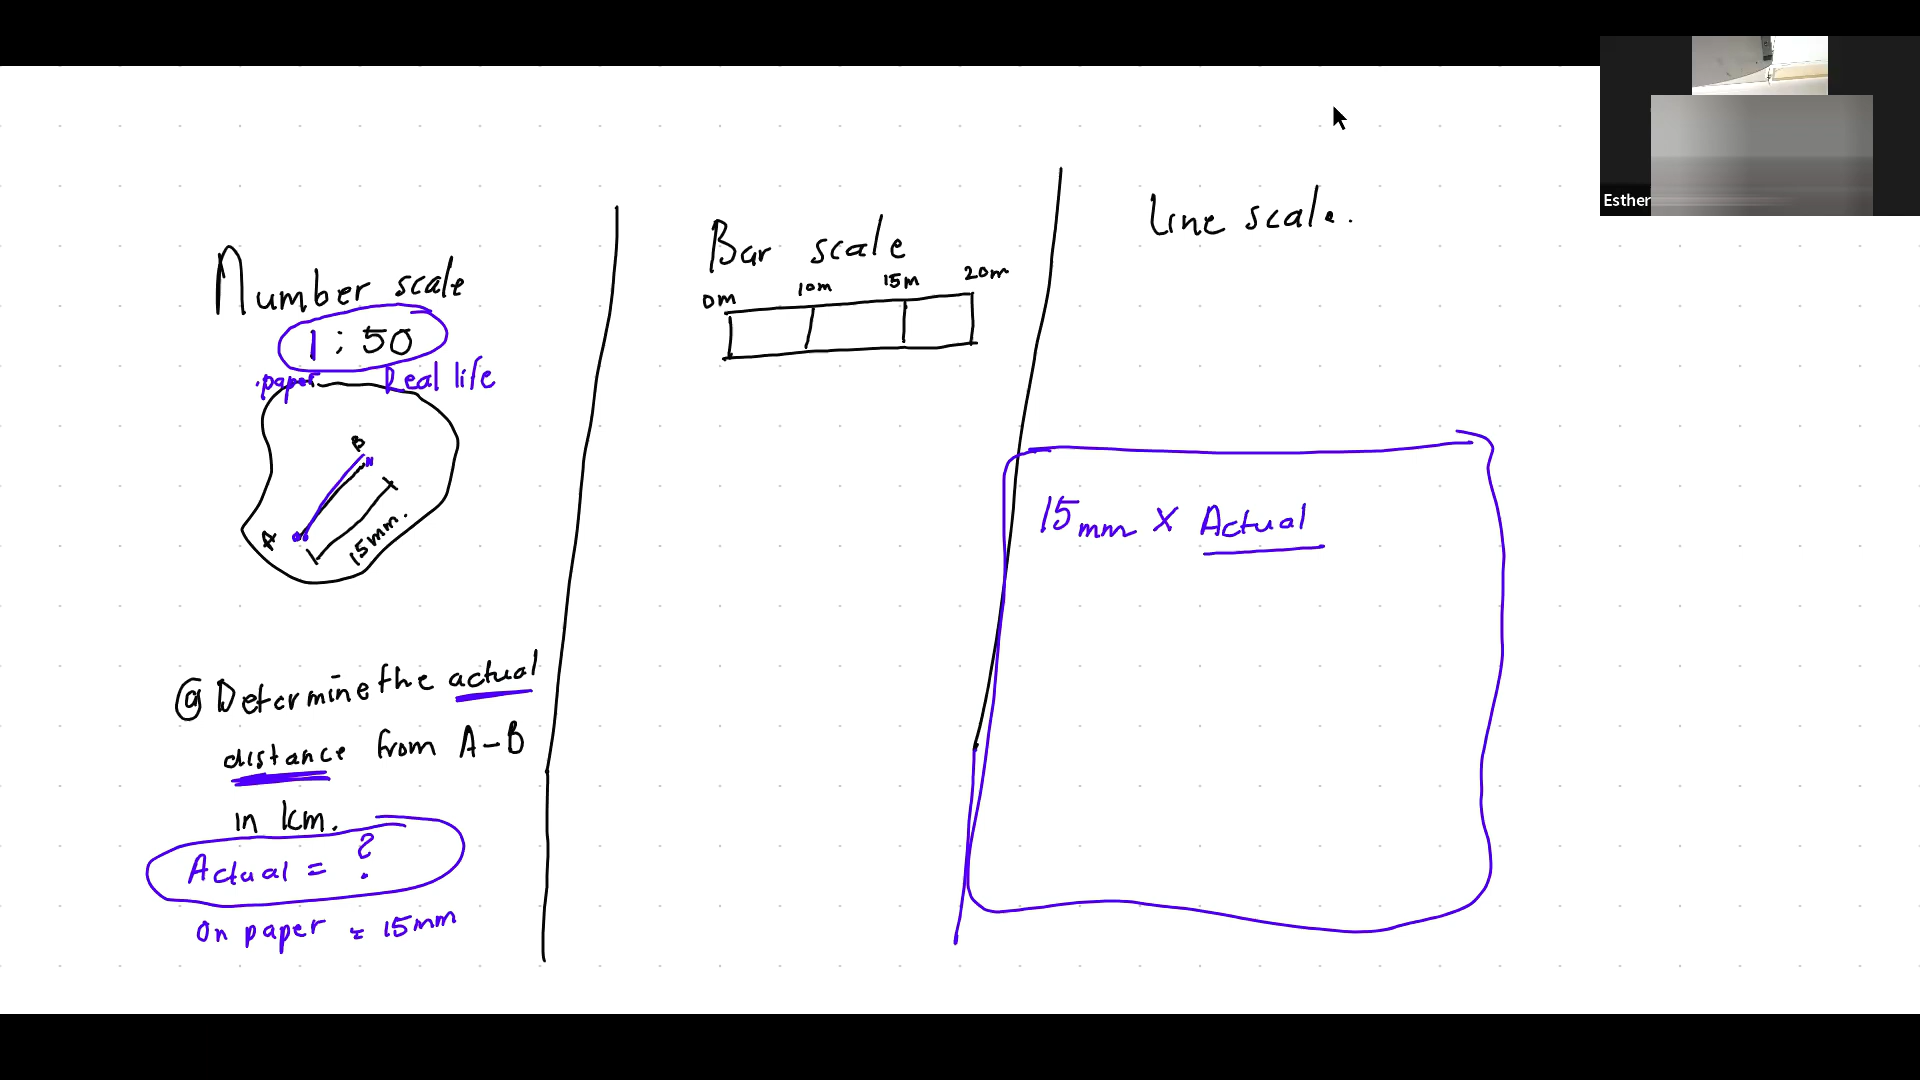 Number scale
1 : 50
paper Real life
B
A
15mm.
@ Determine the actual
distance from A-B
in km.
Actual = ?
On paper = 15mm
Bar scale
0m 10m 15m 20m
Line scale.
15mm X Actual
Esther